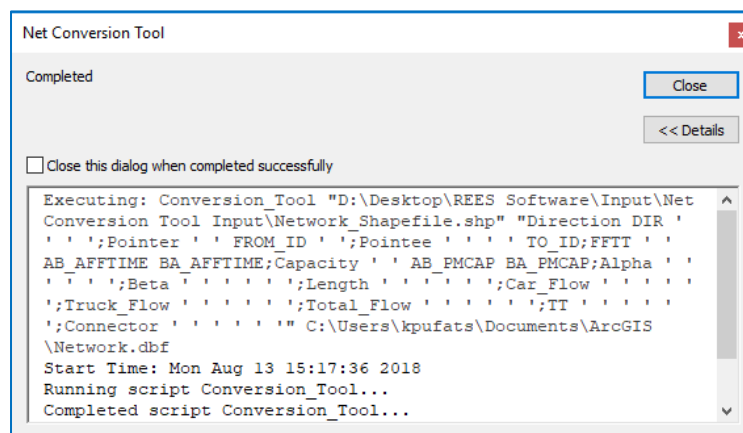 Net Conversion Tool
Completed
Close
<< Details
Close this dialog when completed successfully
Executing: Conversion_Tool "D:\Desktop\REES Software\Input\Net
Conversion Tool Input\Network_Shapefile.shp" "Direction DIR '
' ' ' ';Pointer ' ' FROM_ID ' ';Pointee ' ' ' ' TO_ID;FFTT ' '
AB_AFFTIME BA_AFFTIME;Capacity ' ' AB_PMCAP BA_PMCAP;Alpha ' '
' ' ' ';Beta ' ' ' ' ' ';Length ' ' ' ' ' ';Car_Flow ' ' ' ' '
';Truck_Flow ' ' ' ' ' ';Total_Flow ' ' ' ' ' ';TT ' ' ' ' '
';Connector ' ' ' ' ' '" C:\Users\kpufats\Documents\ArcGIS
\Network.dbf
Start Time: Mon Aug 13 15:17:36 2018
Running script Conversion_Tool...
Completed script Conversion_Tool...